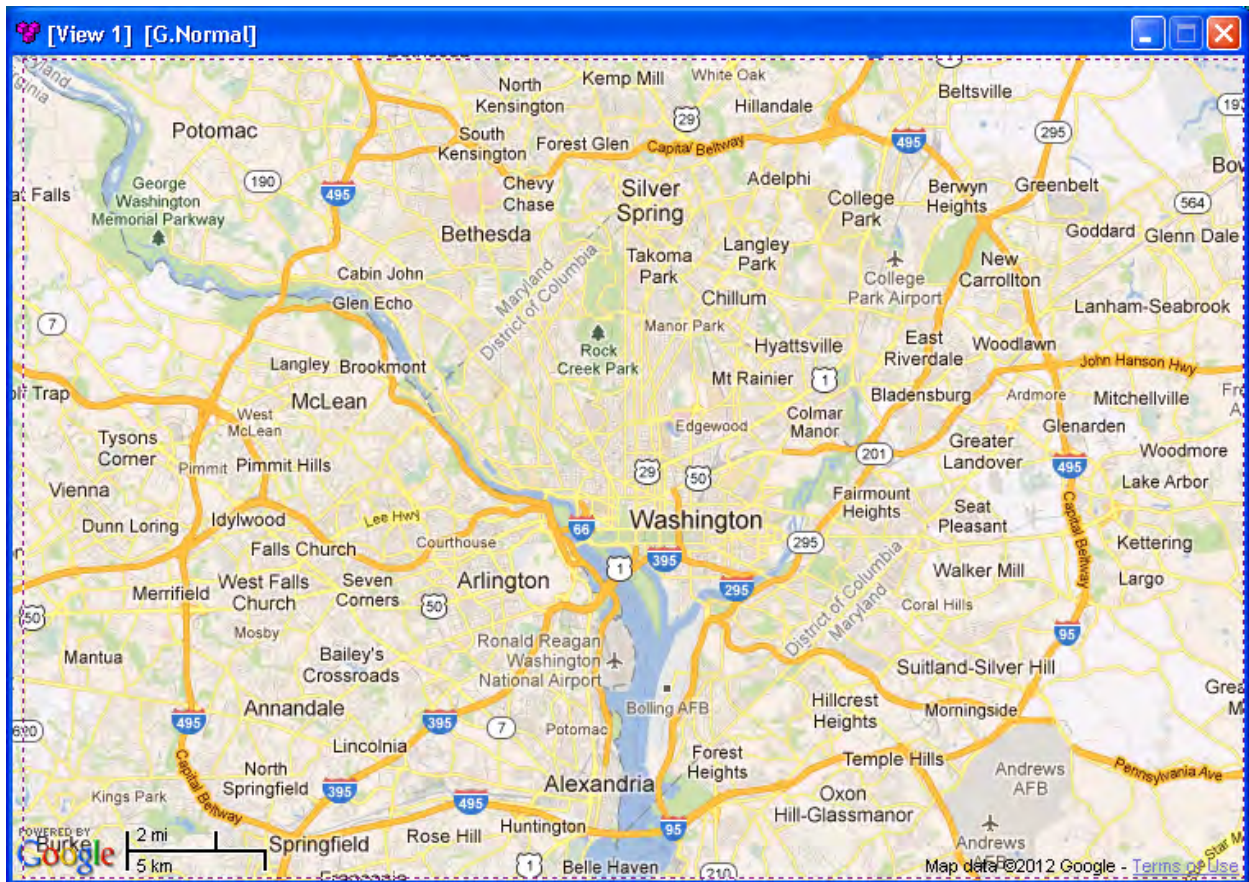 [View 1] [G.Normal]
North
Kensington
Kemp Mill
White Oak
Beltsville
Hillandale
29
295
Potomac
South
Kensington
Forest Glen
Capital Beltway
495
190
495
George
Washington
Memorial Parkway
Chevy
Chase
Silver
Spring
Adelphi
College
Park
Berwyn
Heights
Greenbelt
564
Bethesda
Goddard
Glenn Dale
Takoma
Park
Langley
Park
New
Carrollton
College
Park Airport
Cabin John
Maryland
District of Columbia
Glen Echo
Chillum
Lanham-Seabrook
7
Manor Park
Rock
Creek Park
Hyattsville
East
Riverdale
Woodlawn
Langley
Brookmont
Mt Rainier
1
John Hanson Hwy
McLean
Bladensburg
Ardmore
Mitchellville
West
McLean
Edgewood
Colmar
Manor
Glenarden
Tysons
Corner
Pimmit
Pimmit Hills
201
Greater
Landover
Woodmore
29
50
495
Lake Arbor
Vienna
Fairmount
Heights
Seat
Pleasant
Capital Beltway
Dunn Loring
Idylwood
Lee Hwy
66
Washington
Falls Church
Courthouse
395
295
Kettering
Merrifield
West Falls
Church
Seven
Corners
Arlington
1
295
Walker Mill
Largo
50
50
Coral Hills
Mosby
District of Columbia
Maryland
95
Mantua
Bailey's
Crossroads
Ronald Reagan
Washington
National Airport
Suitland-Silver Hill
Annandale
Bolling AFB
Hillcrest
Heights
Morningside
495
395
7
Potomac
Lincolnia
Forest
Heights
Temple Hills
Capital Beltway
North
Springfield
395
Alexandria
Andrews
AFB
Pennsylvania Ave
Kings Park
495
Oxon
Hill-Glassmanor
Springfield
Rose Hill
Huntington
95
Andrews
AFB
Burke
1
Belle Haven
210
POWERED BY
Google
2 mi
5 km
Map data ©2012 Google - Terms of Use